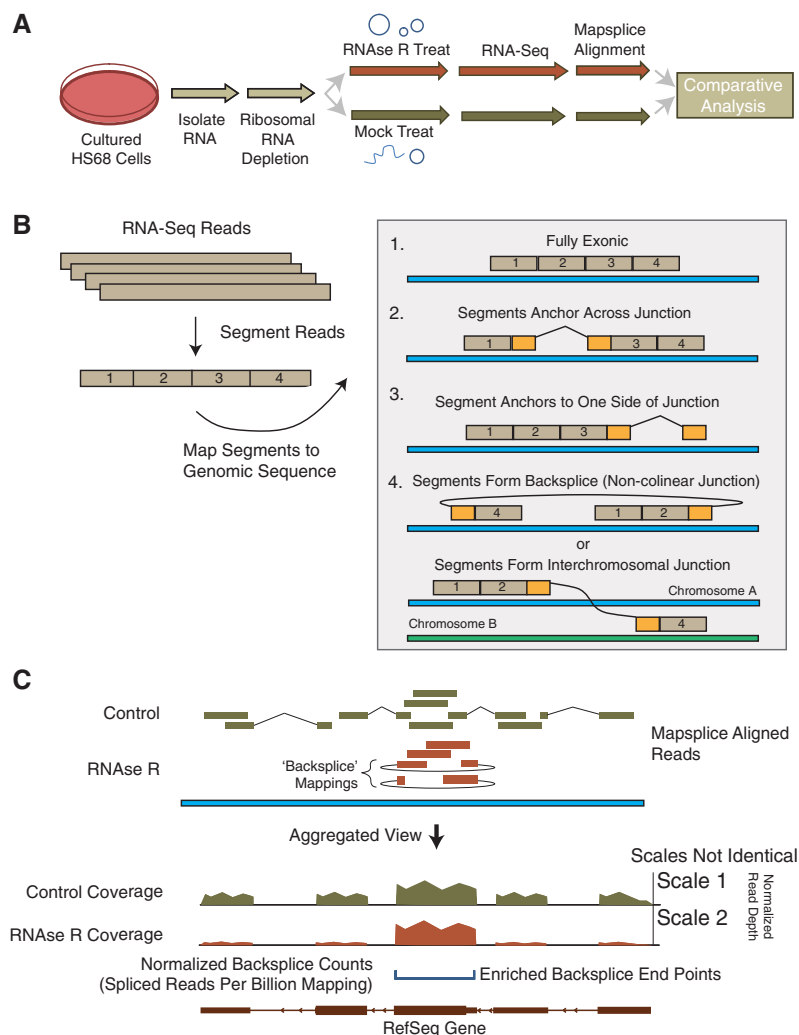 A
RNAse R Treat
RNA-Seq
Mapsplice
Alignment
Cultured
HS68 Cells
Isolate
RNA
Ribosomal
RNA
Depletion
Mock Treat
Comparative
Analysis
B
RNA-Seq Reads
Segment Reads
1 2 3 4
Map Segments to
Genomic Sequence
1.
Fully Exonic
1 2 3 4
2.
Segments Anchor Across Junction
1 3 4
3.
Segment Anchors to One Side of Junction
1 2 3
4.
Segments Form Backsplice (Non-colinear Junction)
4 1 2
or
Segments Form Interchromosomal Junction
1 2
Chromosome A
Chromosome B
4
C
Control
RNAse R
'Backsplice'
Mappings
Mapsplice Aligned
Reads
Aggregated View
Scales Not Identical
Control Coverage
Scale 1
RNAse R Coverage
Scale 2
Normalized
Read Depth
Normalized Backsplice Counts
(Spliced Reads Per Billion Mapping)
Enriched Backsplice End Points
RefSeq Gene